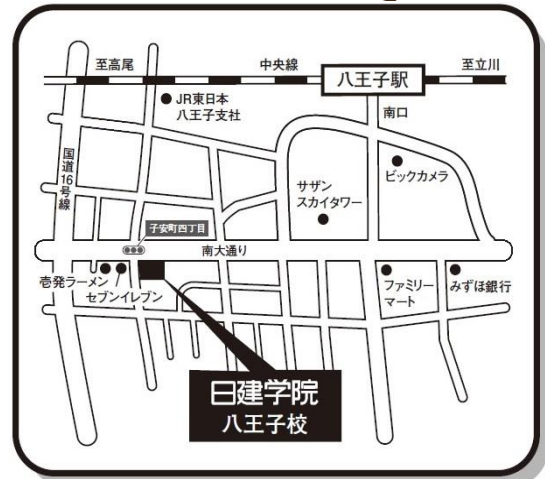 至高尾
中央線
八王子駅
至立川
JR東日本
八王子支社
南口
国道16号線
ビックカメラ
サザン
スカイタワー
子安町四丁目
南大通り
壱発ラーメン
セブンイレブン
ファミリー
マート
みずほ銀行
日建学院
八王子校